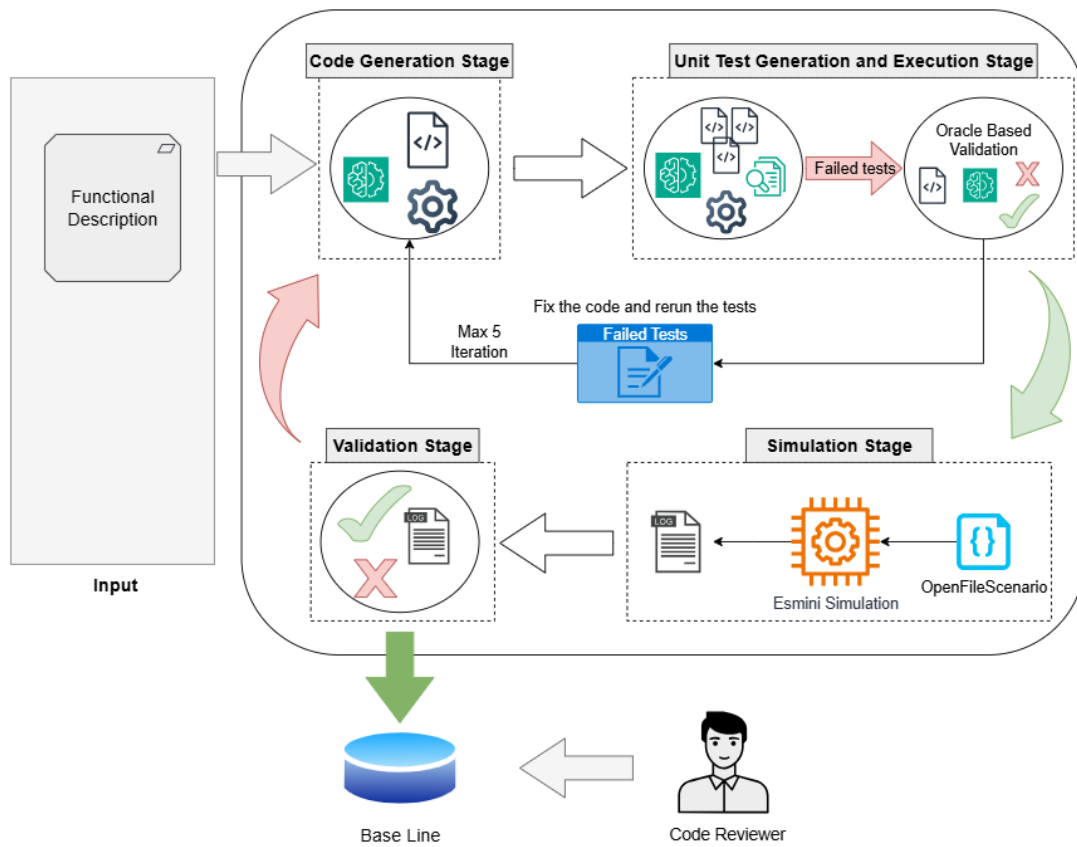 Code Generation Stage
Unit Test Generation and Execution Stage
Functional
Description
</>
</>
</>
</>
Failed tests
Oracle Based
Validation
</>
Fix the code and rerun the tests
Max 5
Iteration
Failed Tests
Validation Stage
Simulation Stage
LOG
LOG
{}
OpenFileScenario
Esmini Simulation
Input
Base Line
Code Reviewer